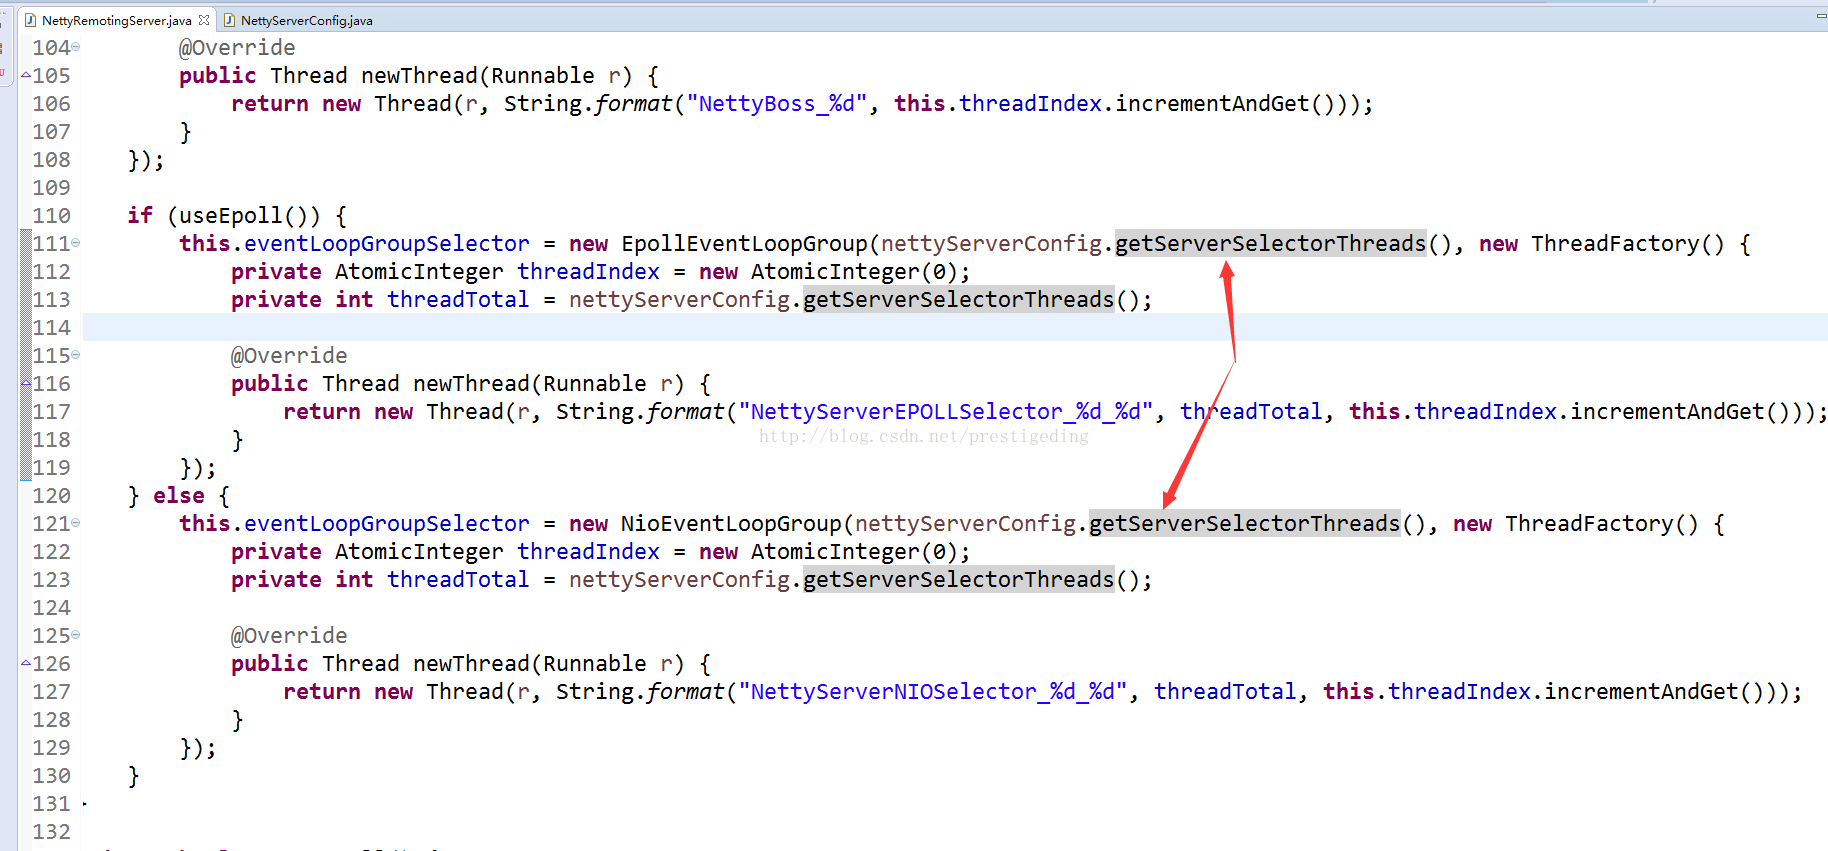 NettyRemotingServer.java NettyServerConfig.java
104 @Override
105 public Thread newThread(Runnable r) {
106 return new Thread(r, String.format("NettyBoss_%d", this.threadIndex.incrementAndGet()));
107 }
108 });
109
110 if (useEpoll()) {
111 this.eventLoopGroupSelector = new EpollEventLoopGroup(nettyServerConfig.getServerSelectorThreads(), new ThreadFactory() {
112 private AtomicInteger threadIndex = new AtomicInteger(0);
113 private int threadTotal = nettyServerConfig.getServerSelectorThreads();
114
115 @Override
116 public Thread newThread(Runnable r) {
117 return new Thread(r, String.format("NettyServerEPOLLSelector_%d_%d", threadTotal, this.threadIndex.incrementAndGet()));
http://blog.csdn.net/prestigeding
118 }
119 });
120 } else {
121 this.eventLoopGroupSelector = new NioEventLoopGroup(nettyServerConfig.getServerSelectorThreads(), new ThreadFactory() {
122 private AtomicInteger threadIndex = new AtomicInteger(0);
123 private int threadTotal = nettyServerConfig.getServerSelectorThreads();
124
125 @Override
126 public Thread newThread(Runnable r) {
127 return new Thread(r, String.format("NettyServerNIOSelector_%d_%d", threadTotal, this.threadIndex.incrementAndGet()));
128 }
129 });
130 }
131
132